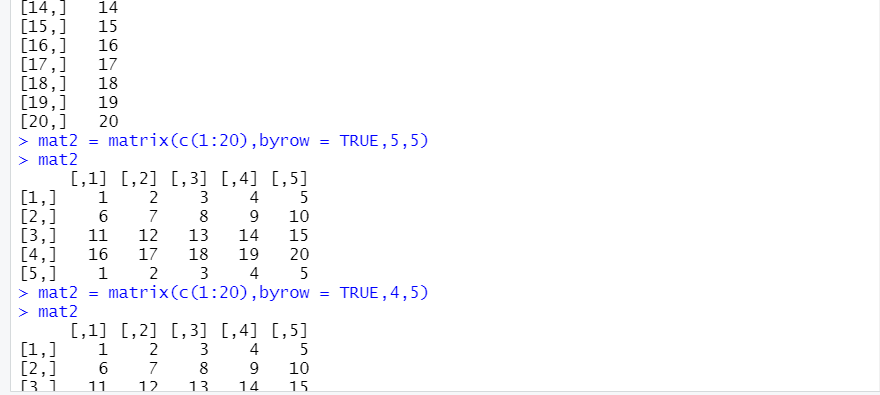 [14,]   14
[15,]   15
[16,]   16
[17,]   17
[18,]   18
[19,]   19
[20,]   20
> mat2 = matrix(c(1:20),byrow = TRUE,5,5)
> mat2
     [,1] [,2] [,3] [,4] [,5]
[1,]    1    2    3    4    5
[2,]    6    7    8    9   10
[3,]   11   12   13   14   15
[4,]   16   17   18   19   20
[5,]    1    2    3    4    5
> mat2 = matrix(c(1:20),byrow = TRUE,4,5)
> mat2
     [,1] [,2] [,3] [,4] [,5]
[1,]    1    2    3    4    5
[2,]    6    7    8    9   10
[3,]   11   12   13   14   15